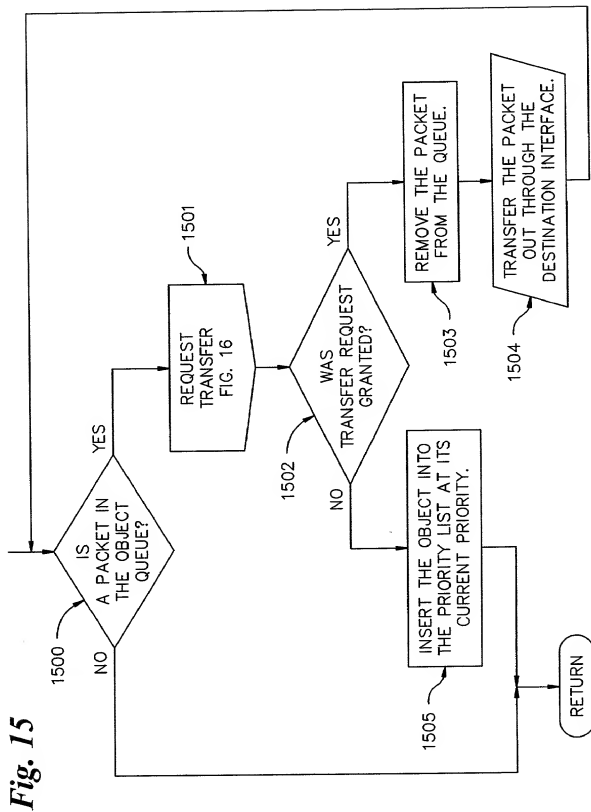 Fig. 15
IS
A PACKET IN
THE OBJECT
QUEUE?
1500
NO
YES
REQUEST
TRANSFER
FIG. 16
1501
WAS
TRANSFER REQUEST
GRANTED?
1502
NO
YES
REMOVE THE PACKET
FROM THE QUEUE.
1503
TRANSFER THE PACKET
OUT THROUGH THE
DESTINATION INTERFACE.
1504
INSERT THE OBJECT INTO
THE PRIORITY LIST AT ITS
CURRENT PRIORITY.
1505
RETURN